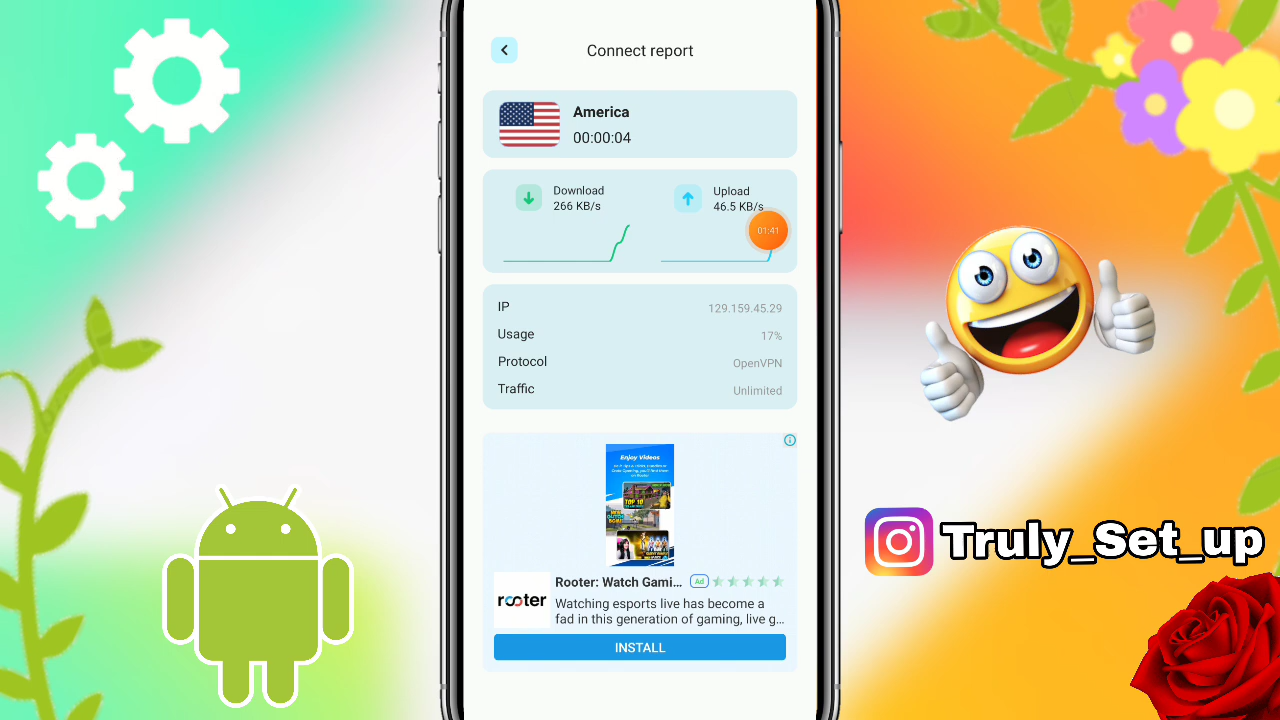 Connect report
America
00:00:04
Download
266 KB/s
Upload
46.5 KB/s
01:41
IP
129.159.45.29
Usage
17%
Protocol
OpenVPN
Traffic
Unlimited
Enjoy Videos
TOP 10
rooter
Rooter: Watch Gami...
Ad
Watching esports live has become a
fad in this generation of gaming, live g...
INSTALL
Truly_Set_up